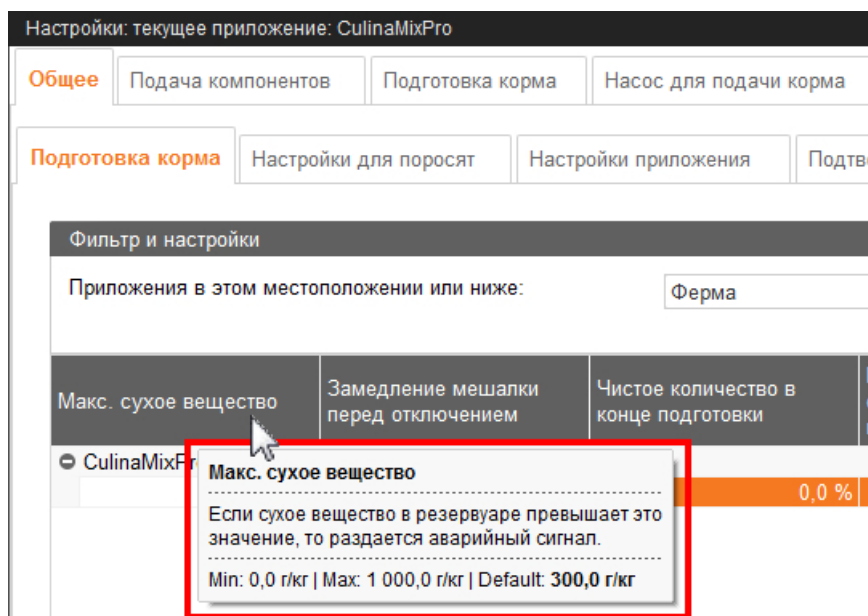 Настройки: текущее приложение: CulinaMixPro
Общее
Подача компонентов
Подготовка корма
Насос для подачи корма
Подготовка корма
Настройки для поросят
Настройки приложения
Фильтр и настройки
Приложения в этом местоположении или ниже:
Ферма
Макс. сухое вещество
Замедление мешалки
перед отключением
Чистое количество в
конце подготовки
CulinaMixPr
0,0 %
Макс. сухое вещество
Если сухое вещество в резервуаре превышает это
значение, то раздается аварийный сигнал.
Min: 0,0 г/кг | Max: 1 000,0 г/кг | Default: 300,0 г/кг